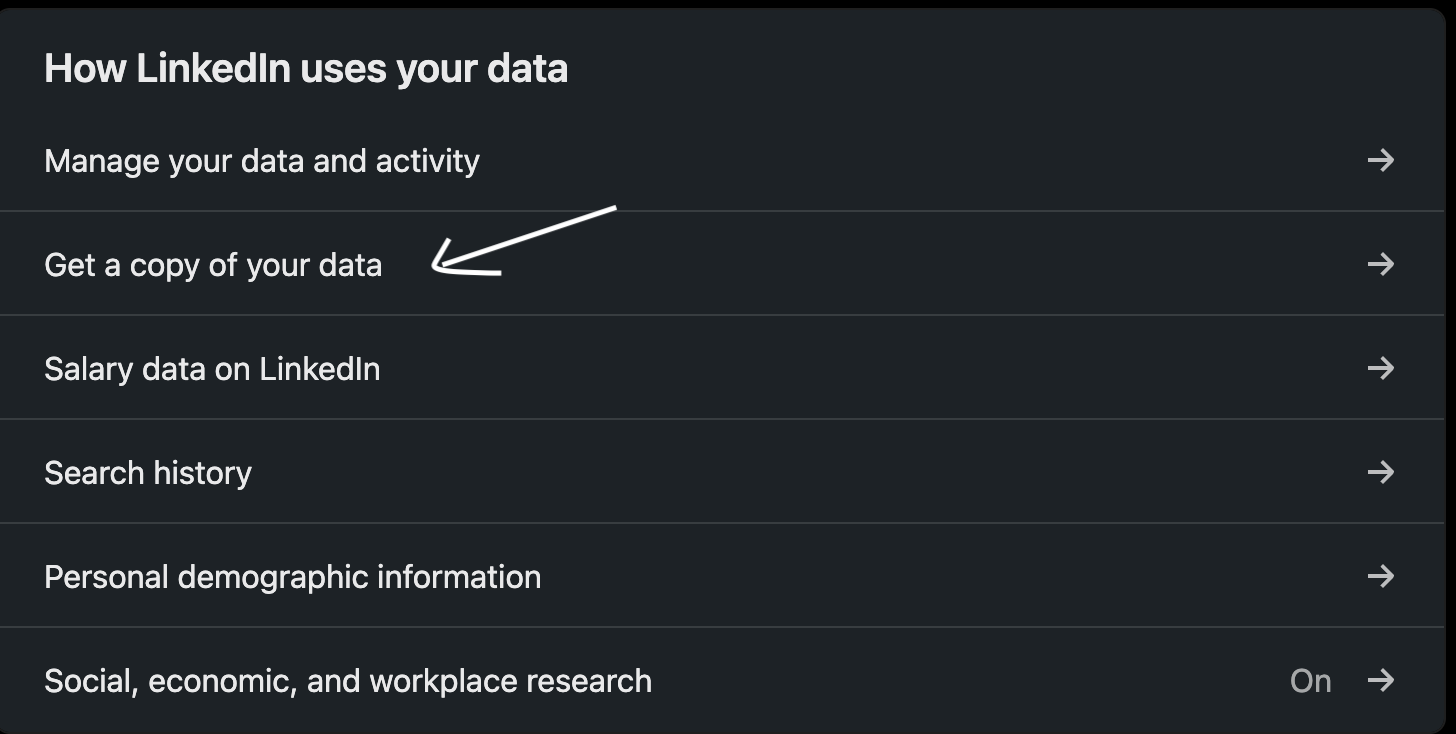 How LinkedIn uses your data
Manage your data and activity
Get a copy of your data
Salary data on LinkedIn
Search history
Personal demographic information
Social, economic, and workplace research On